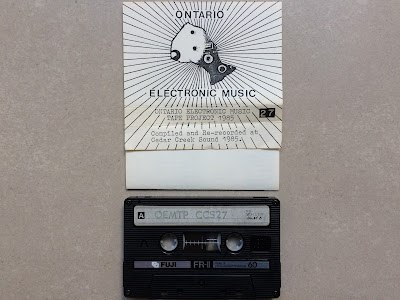 ONTARIO
ELECTRONIC MUSIC
ONTARIO ELECTRONIC MUSIC
TAPE PROJECT 1985
27
Compiled and Re-recorded at
Cedar Creek Sound 1985.
A
OEMTP CCS27
FUJI
FR-II
60